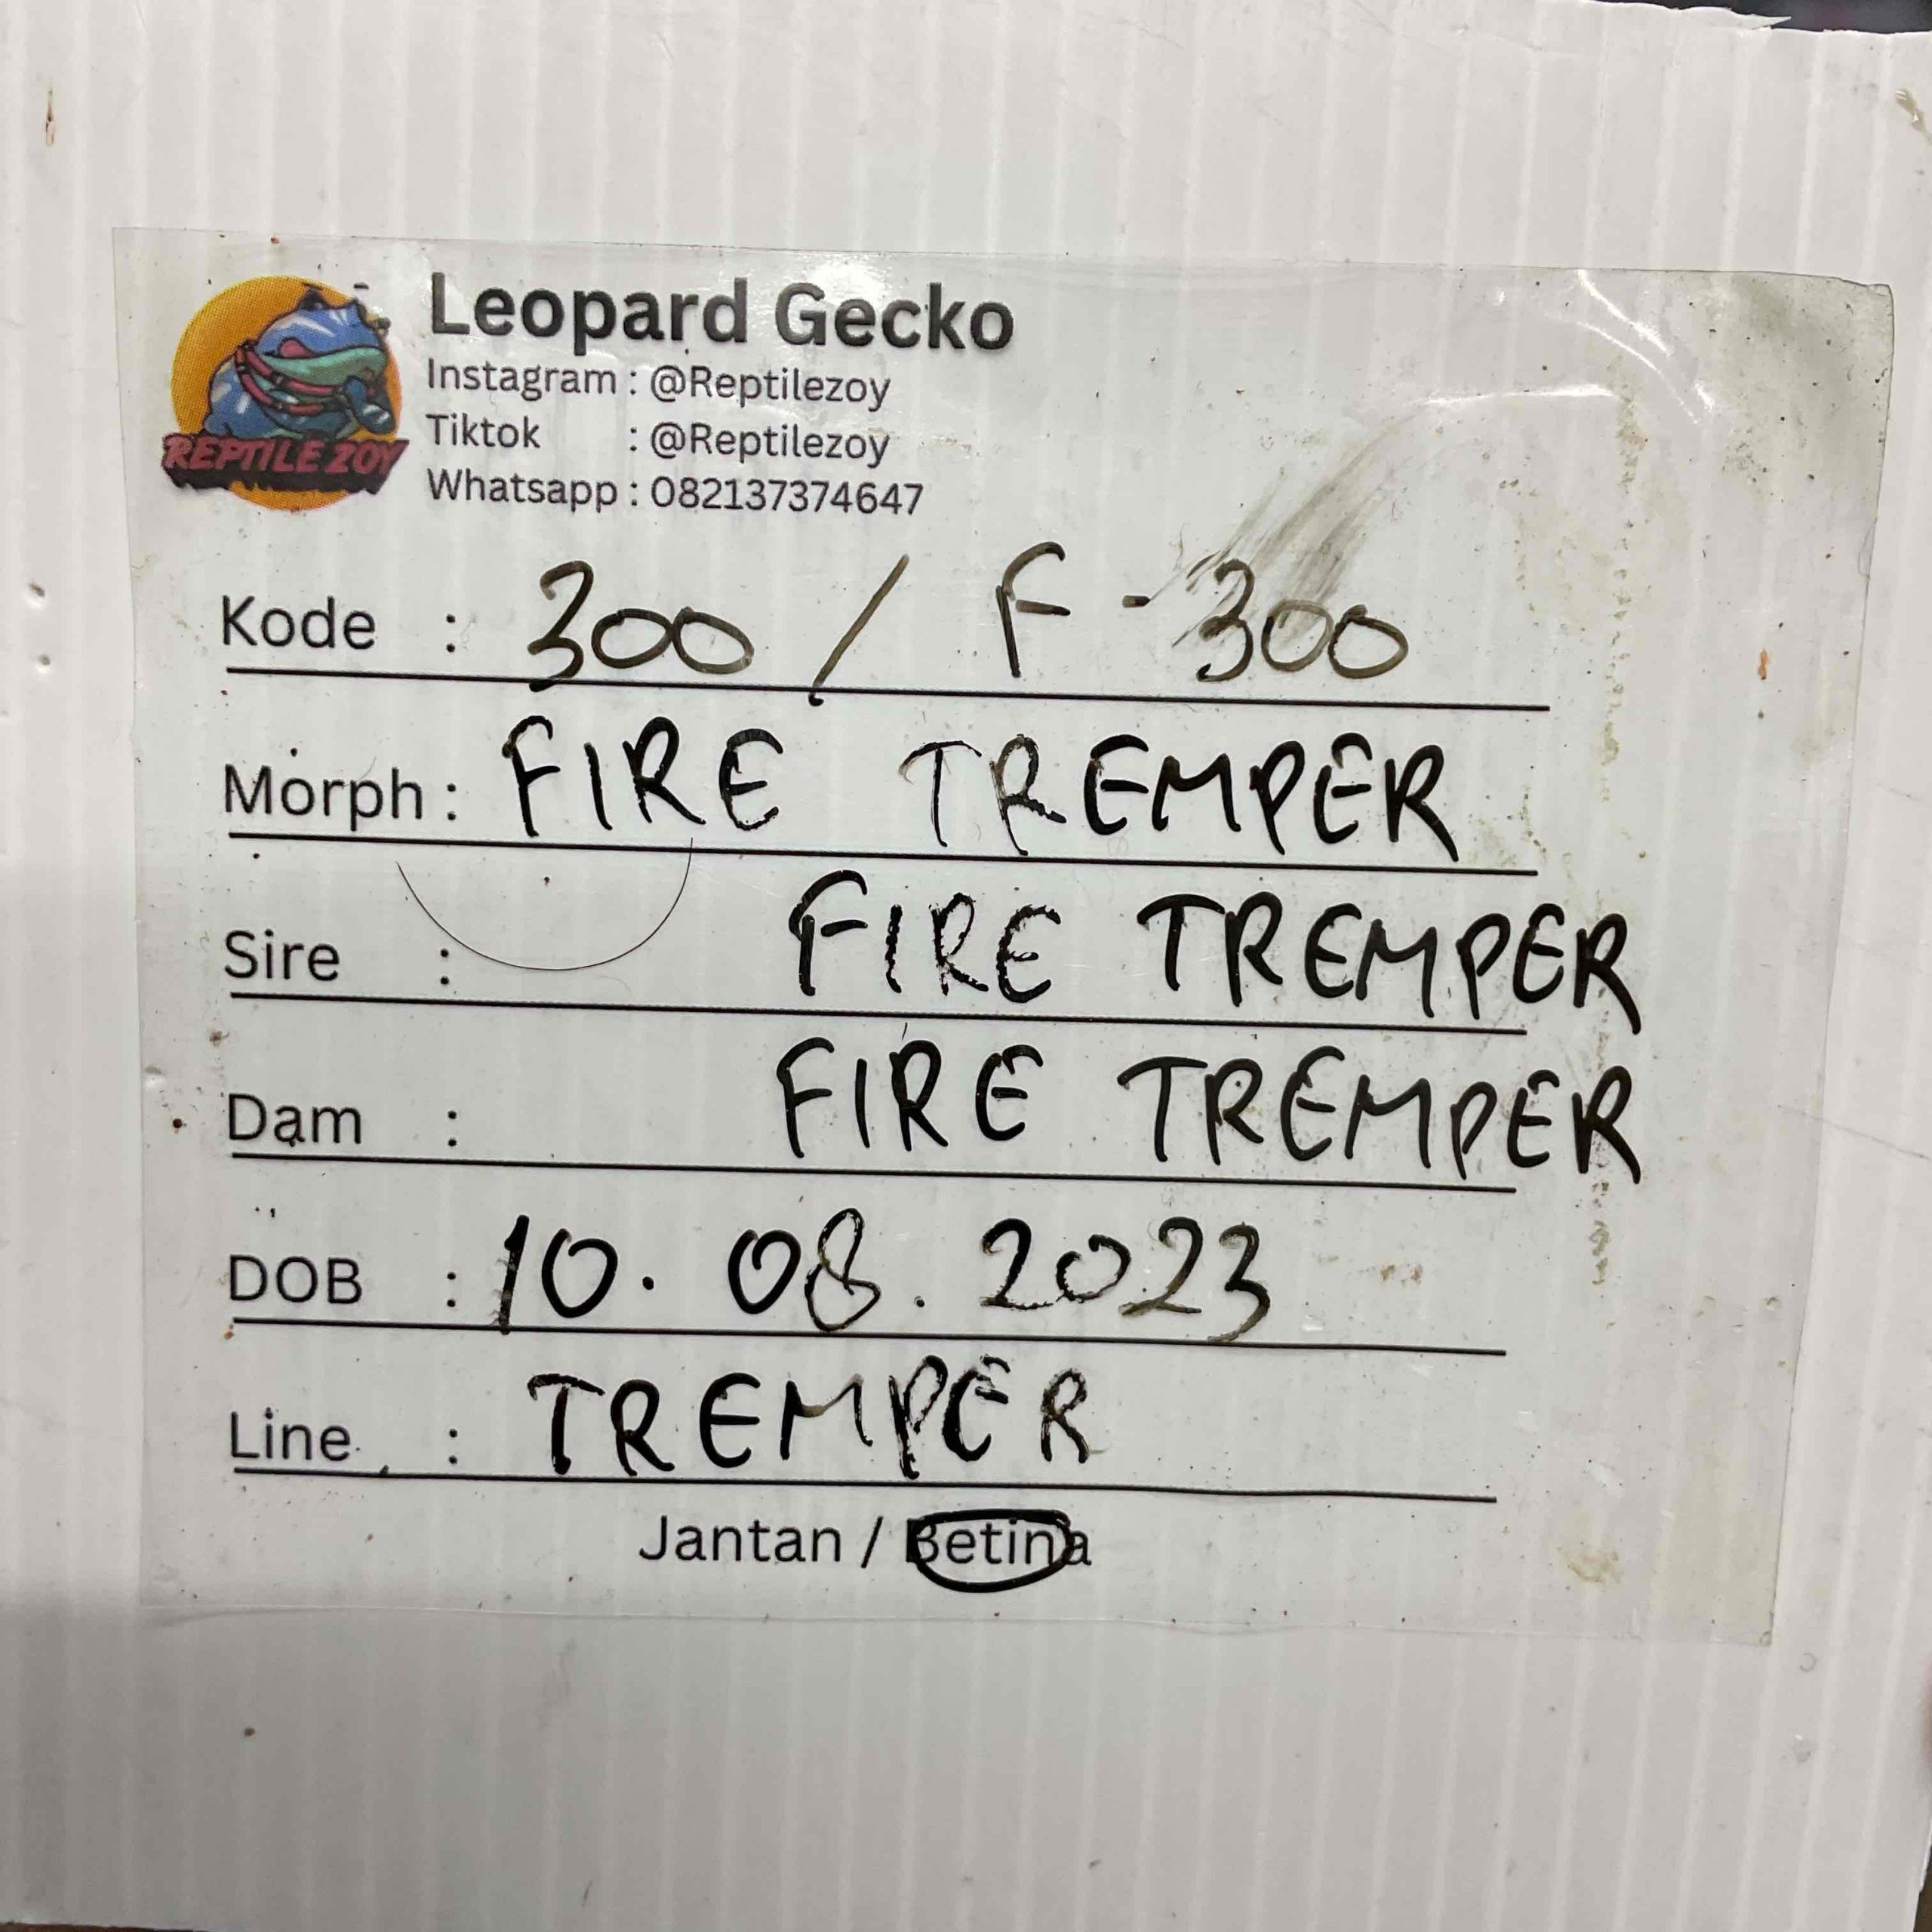 Leopard Gecko
Instagram : @Reptilezoy
Tiktok : @Reptilezoy
Whatsapp : 082137374647
REPTILE ZOY
Kode : 300 / F-300
Morph : FIRE TREMPER
Sire : FIRE TREMPER
Dam : FIRE TREMPER
DOB : 10. 08. 2023
Line : TREMPER
Jantan / Betina